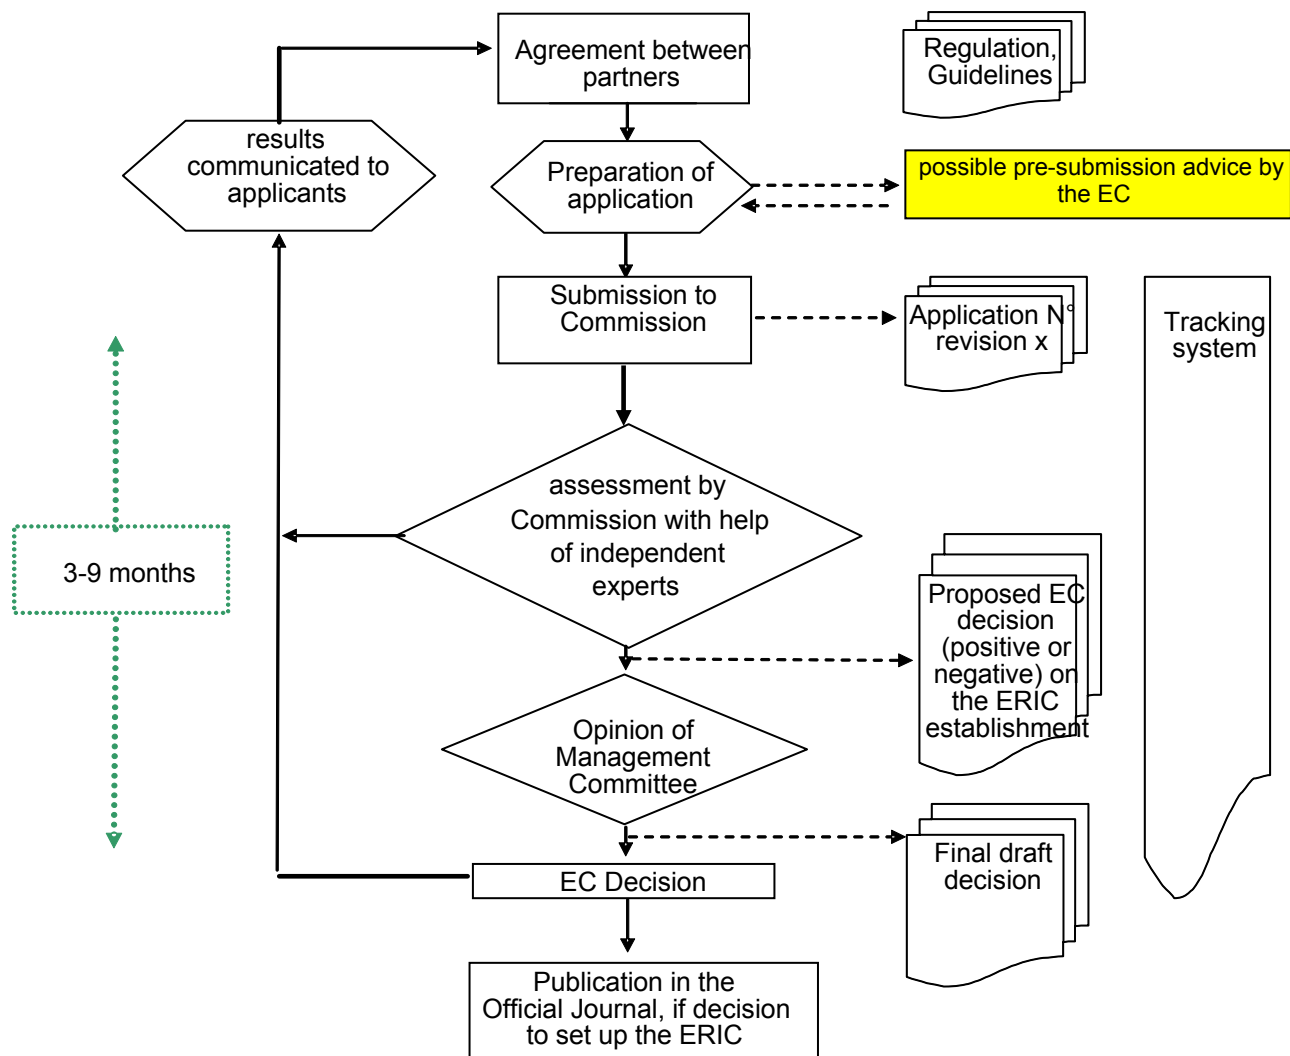 Agreement between
partners
Regulation,
Guidelines
results
communicated to
applicants
Preparation of
application
possible pre-submission advice by
the EC
Submission to
Commission
Application N°
revision x
Tracking
system
assessment by
Commission with help
of independent
experts
3-9 months
Proposed EC
decision
(positive or
negative) on
the ERIC
establishment
Opinion of
Management
Committee
Final draft
decision
EC Decision
Publication in the
Official Journal, if decision
to set up the ERIC